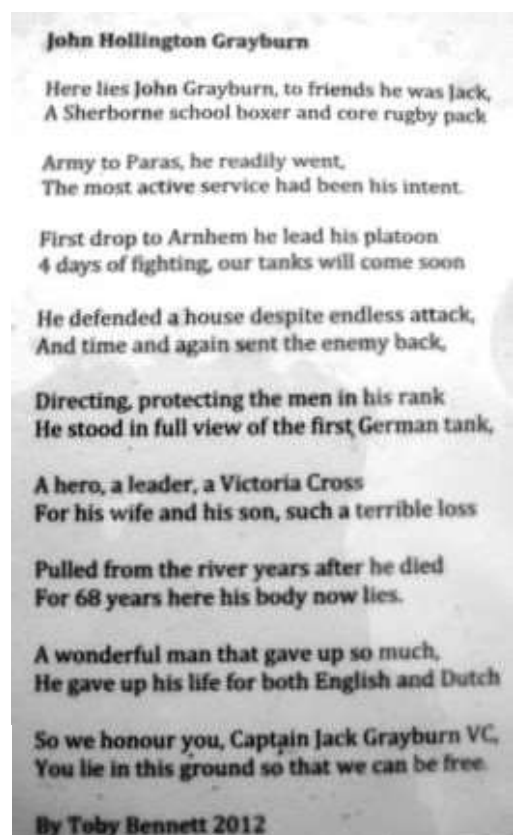 John Hollington Grayburn
Here lies John Grayburn, to friends he was Jack,
A Sherborne school boxer and core rugby pack
Army to Paras, he readily went,
The most active service had been his intent.
First drop to Arnhem he lead his platoon
4 days of fighting, our tanks will come soon
He defended a house despite endless attack,
And time and again sent the enemy back,
Directing, protecting the men in his rank
He stood in full view of the first German tank,
A hero, a leader, a Victoria Cross
For his wife and his son, such a terrible loss
Pulled from the river years after he died
For 68 years here his body now lies.
A wonderful man that gave up so much,
He gave up his life for both English and Dutch
So we honour you, Captain Jack Grayburn VC,
You lie in this ground so that we can be free.
By Toby Bennett 2012